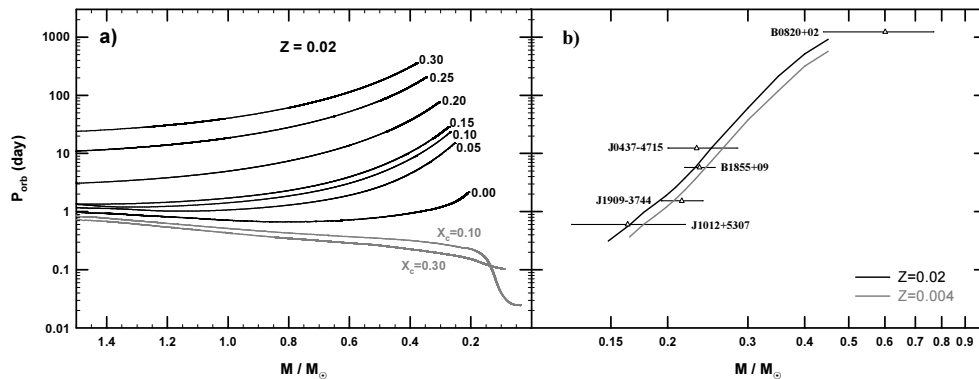 a)
Z = 0.02
P_orb (day)
1000
100
10
1
0.1
0.01
0.30
0.25
0.20
0.15
0.10
0.05
0.00
X_c=0.10
X_c=0.30
1.4 1.2 1.0 0.8 0.6 0.4 0.2
M / M_☉
b)
B0820+02
J0437-4715
B1855+09
J1909-3744
J1012+5307
Z=0.02
Z=0.004
0.15 0.2 0.3 0.4 0.5 0.6 0.7 0.8 0.9
M / M_☉